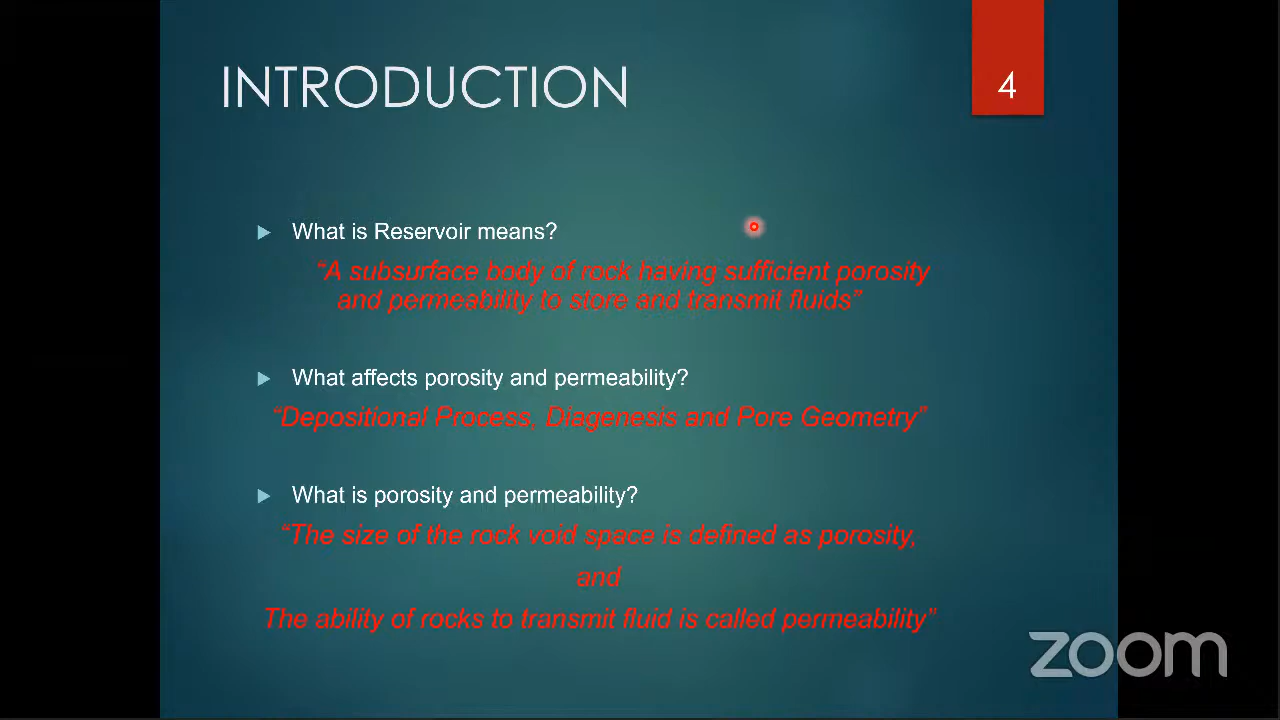 INTRODUCTION
4
What is Reservoir means?
“A subsurface body of rock having sufficient porosity
and permeability to store and transmit fluids”
What affects porosity and permeability?
“Depositional Process, Diagenesis and Pore Geometry”
What is porosity and permeability?
“The size of the rock void space is defined as porosity,
and
The ability of rocks to transmit fluid is called permeability”
zoom